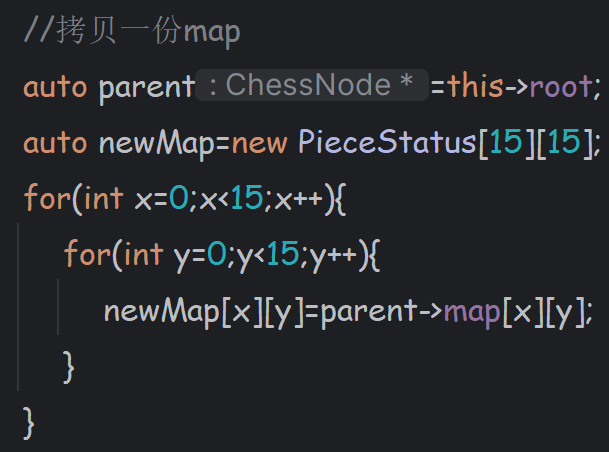 //拷贝一份map
auto parent : ChessNode * =this->root;
auto newMap=new PieceStatus[15][15];
for(int x=0;x<15;x++){
for(int y=0;y<15;y++){
newMap[x][y]=parent->map[x][y];
}
}